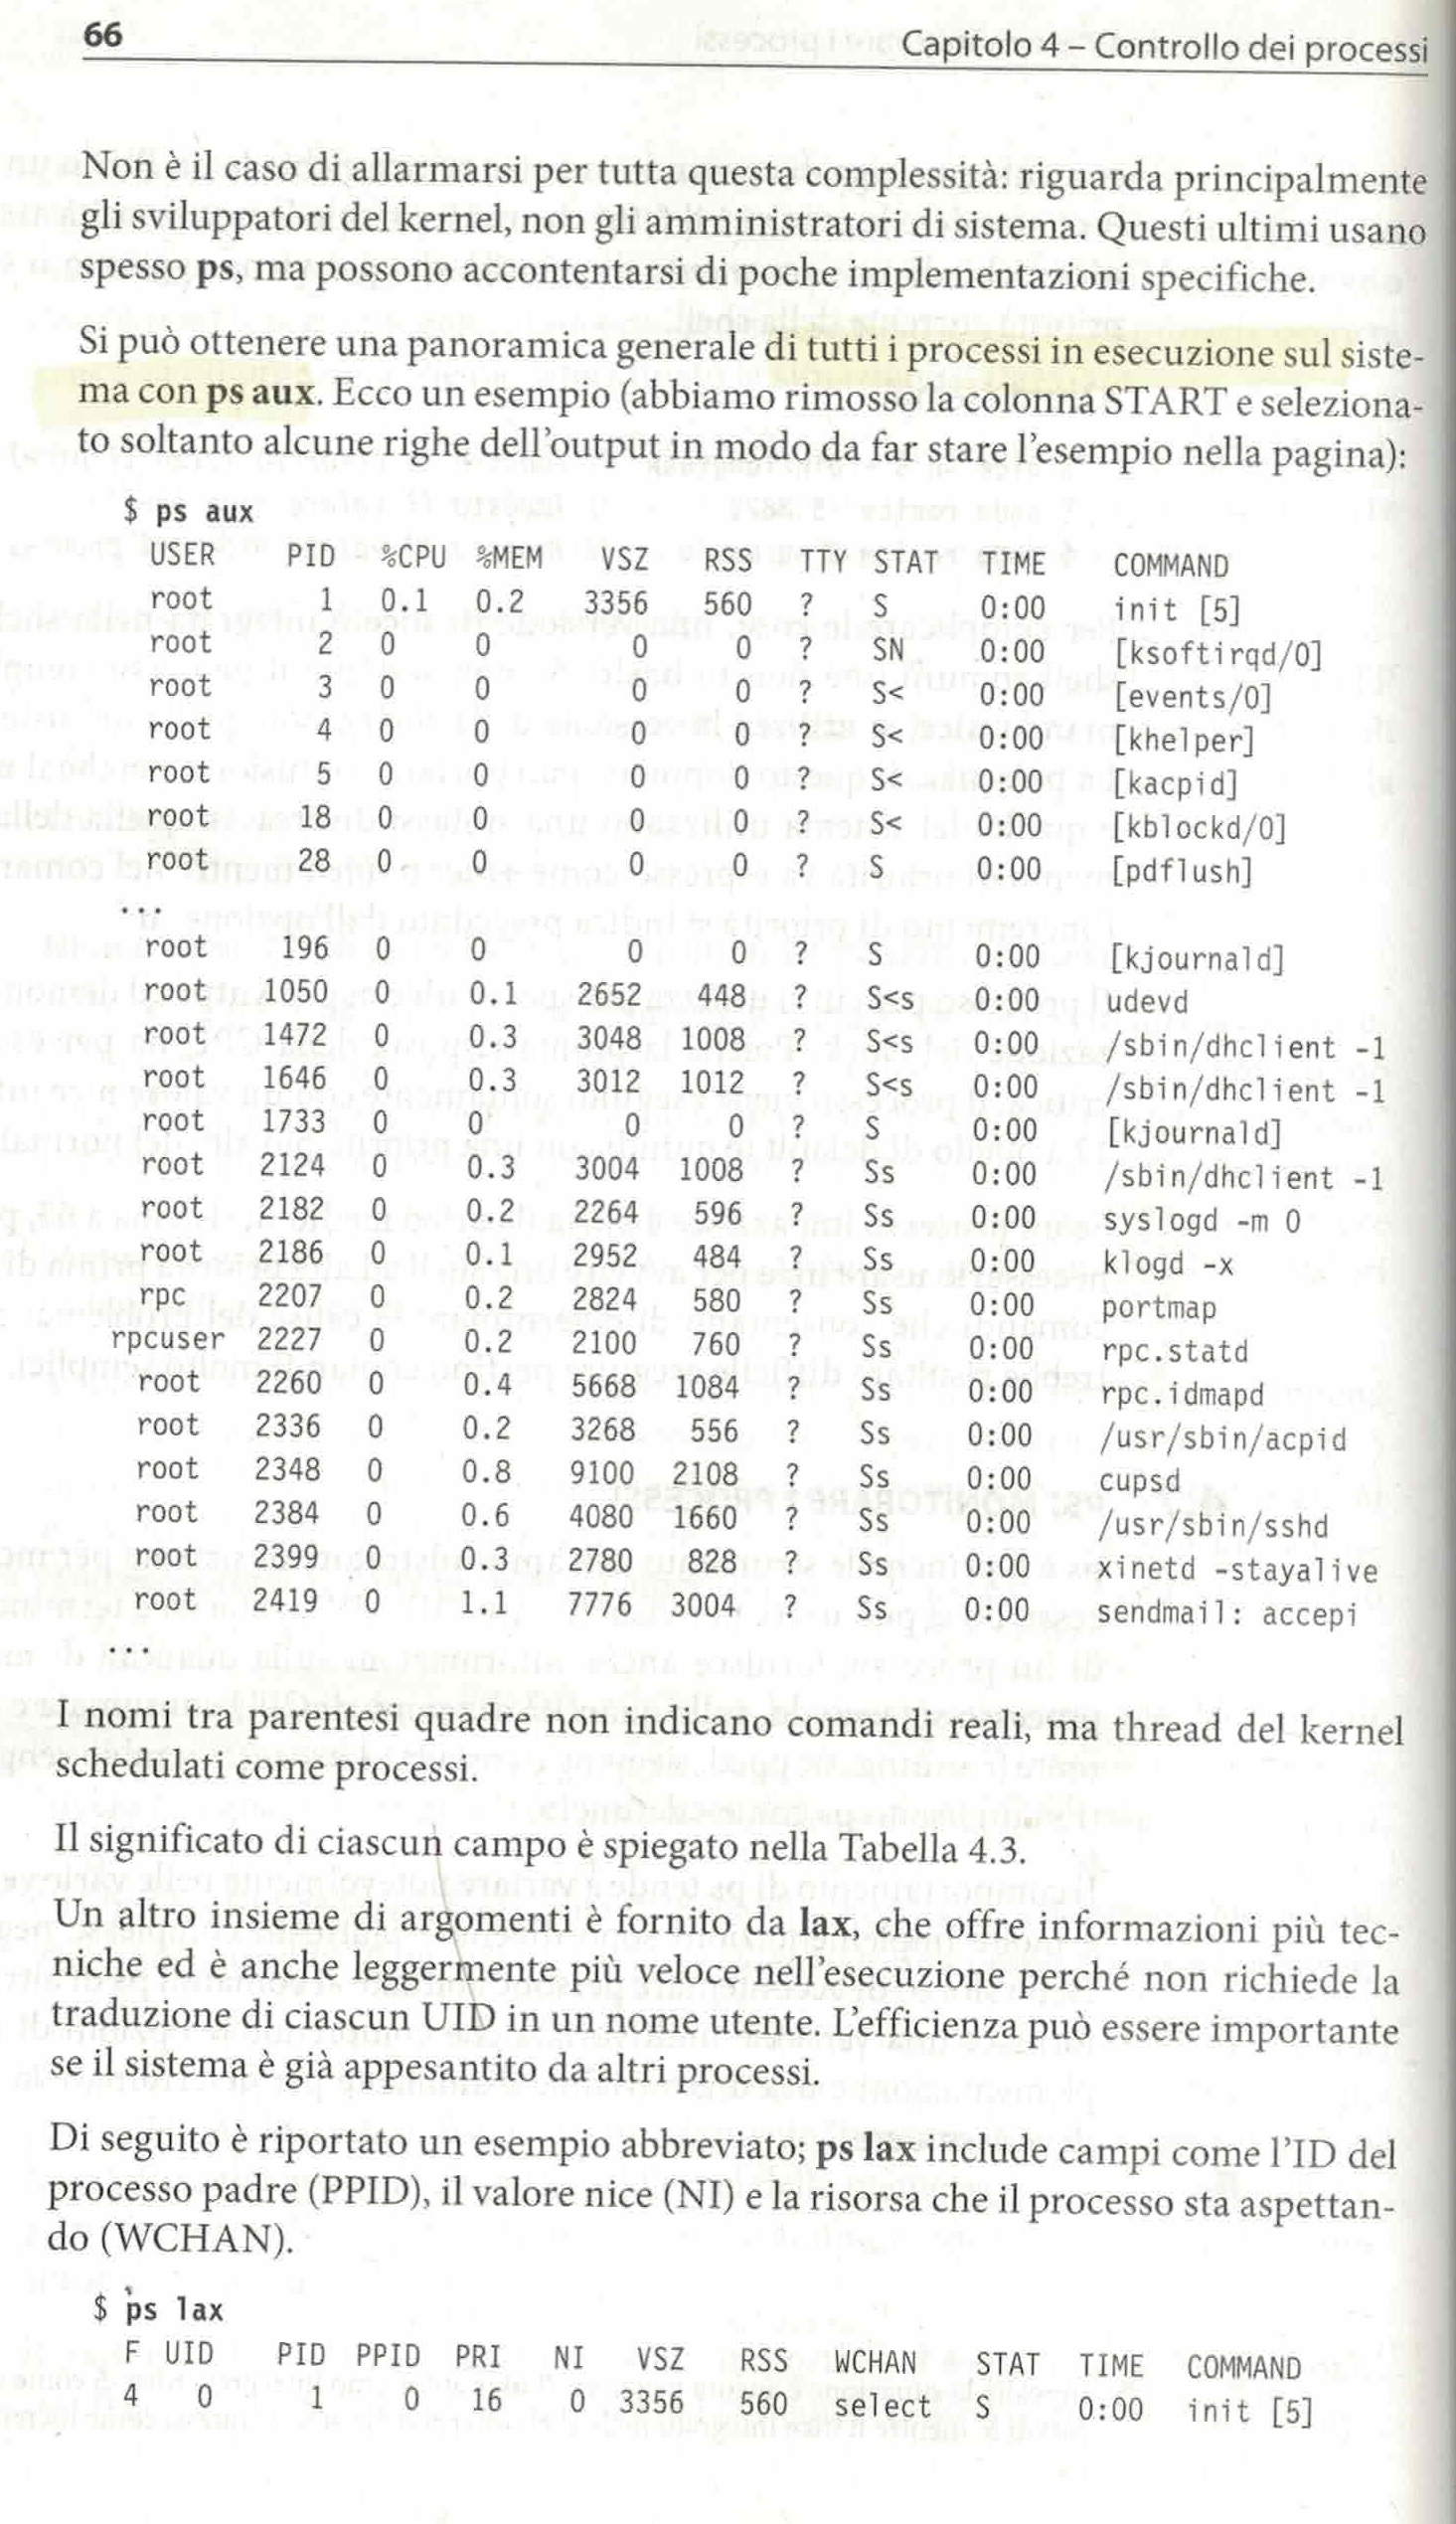 66
Capitolo 4 – Controllo dei processi
Non è il caso di allarmarsi per tutta questa complessità: riguarda principalmente
gli sviluppatori del kernel, non gli amministratori di sistema. Questi ultimi usano
spesso ps, ma possono accontentarsi di poche implementazioni specifiche.
Si può ottenere una panoramica generale di tutti i processi in esecuzione sul siste-
ma con ps aux. Ecco un esempio (abbiamo rimosso la colonna START e seleziona-
to soltanto alcune righe dell'output in modo da far stare l'esempio nella pagina):
$ ps aux
USER PID %CPU %MEM VSZ RSS TTY STAT TIME COMMAND
root 1 0.1 0.2 3356 560 ? S 0:00 init [5]
root 2 0 0 0 0 ? SN 0:00 [ksoftirqd/0]
root 3 0 0 0 0 ? S< 0:00 [events/0]
root 4 0 0 0 0 ? S< 0:00 [khelper]
root 5 0 0 0 0 ? S< 0:00 [kacpid]
root 18 0 0 0 0 ? S< 0:00 [kblockd/0]
root 28 0 0 0 0 ? S 0:00 [pdflush]
...
root 196 0 0 0 0 ? S 0:00 [kjournald]
root 1050 0 0.1 2652 448 ? S<s 0:00 udevd
root 1472 0 0.3 3048 1008 ? S<s 0:00 /sbin/dhclient -1
root 1646 0 0.3 3012 1012 ? S<s 0:00 /sbin/dhclient -1
root 1733 0 0 0 0 ? S 0:00 [kjournald]
root 2124 0 0.3 3004 1008 ? Ss 0:00 /sbin/dhclient -1
root 2182 0 0.2 2264 596 ? Ss 0:00 syslogd -m 0
root 2186 0 0.1 2952 484 ? Ss 0:00 klogd -x
rpc 2207 0 0.2 2824 580 ? Ss 0:00 portmap
rpcuser 2227 0 0.2 2100 760 ? Ss 0:00 rpc.statd
root 2260 0 0.4 5668 1084 ? Ss 0:00 rpc.idmapd
root 2336 0 0.2 3268 556 ? Ss 0:00 /usr/sbin/acpid
root 2348 0 0.8 9100 2108 ? Ss 0:00 cupsd
root 2384 0 0.6 4080 1660 ? Ss 0:00 /usr/sbin/sshd
root 2399 0 0.3 2780 828 ? Ss 0:00 xinetd -stayalive
root 2419 0 1.1 7776 3004 ? Ss 0:00 sendmail: accepi
...
I nomi tra parentesi quadre non indicano comandi reali, ma thread del kernel
schedulati come processi.
Il significato di ciascun campo è spiegato nella Tabella 4.3.
Un altro insieme di argomenti è fornito da lax, che offre informazioni più tec-
niche ed è anche leggermente più veloce nell'esecuzione perché non richiede la
traduzione di ciascun UID in un nome utente. L'efficienza può essere importante
se il sistema è già appesantito da altri processi.
Di seguito è riportato un esempio abbreviato; ps lax include campi come l'ID del
processo padre (PPID), il valore nice (NI) e la risorsa che il processo sta aspettan-
do (WCHAN).
$ ps lax
F UID PID PPID PRI NI VSZ RSS WCHAN STAT TIME COMMAND
4 0 1 0 16 0 3356 560 select S 0:00 init [5]